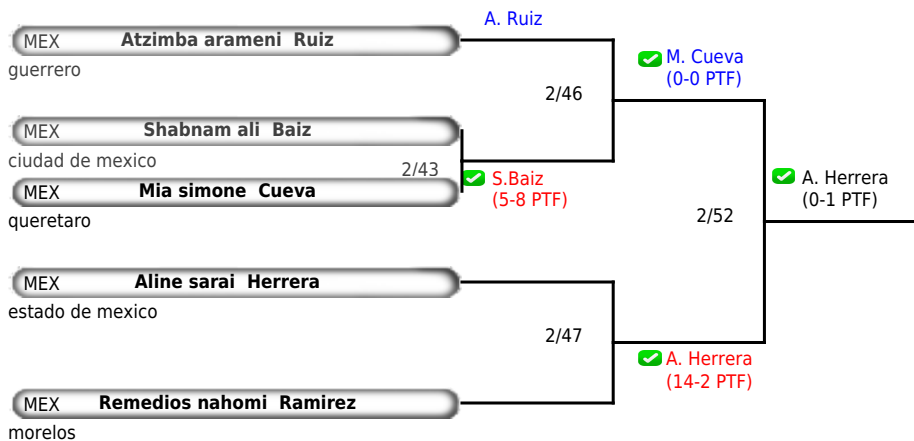 A. Ruiz
MEX Atzimba arameni Ruiz
guerrero
M. Cueva
(0-0 PTF)
2/46
MEX Shabnam ali Baiz
ciudad de mexico
2/43
S.Baiz
(5-8 PTF)
A. Herrera
(0-1 PTF)
MEX Mia simone Cueva
queretaro
2/52
MEX Aline sarai Herrera
estado de mexico
2/47
A. Herrera
(14-2 PTF)
MEX Remedios nahomi Ramirez
morelos